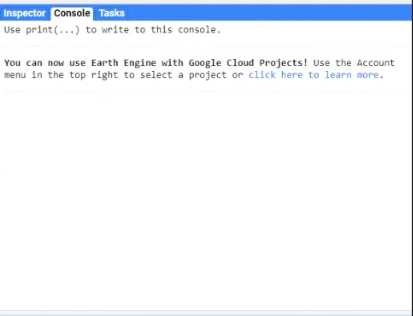 Inspector Console Tasks
Use print(...) to write to this console.
You can now use Earth Engine with Google Cloud Projects! Use the Account
menu in the top right to select a project or click here to learn more.